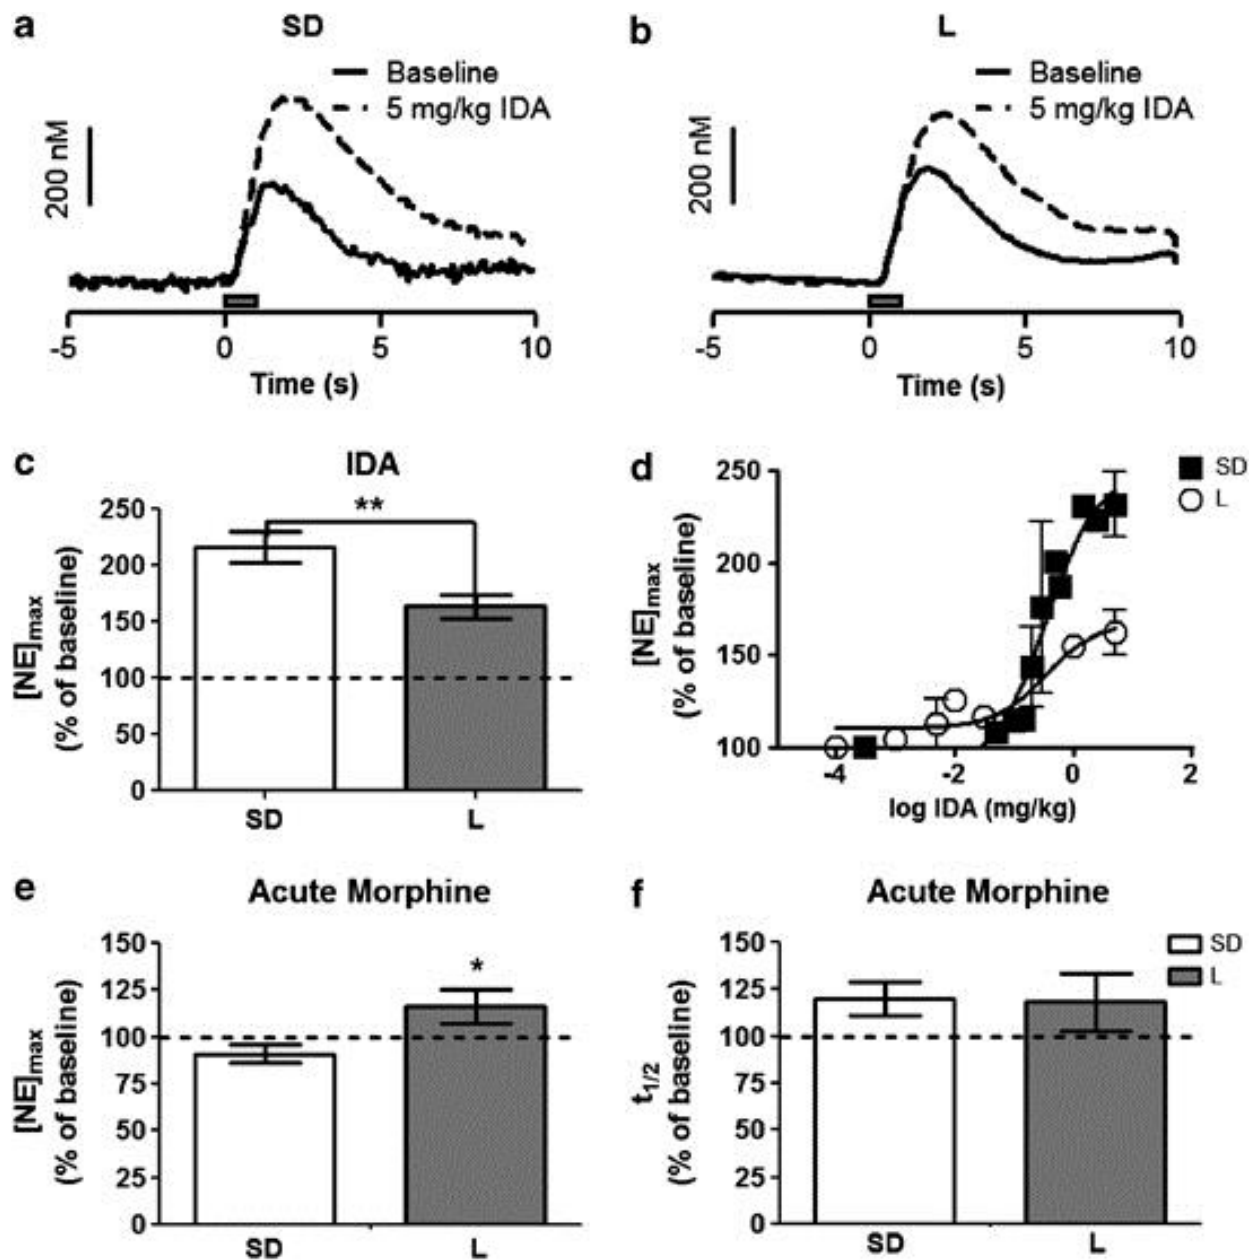 a
SD
Baseline
5 mg/kg IDA
200 nM
-5 0 5 10
Time (s)
b
L
Baseline
5 mg/kg IDA
200 nM
-5 0 5 10
Time (s)
c
IDA
**
[NE]max
(% of baseline)
250
200
150
100
50
0
SD L
d
SD
L
[NE]max
(% of baseline)
250
200
150
100
-4 -2 0 2
log IDA (mg/kg)
e
Acute Morphine
*
[NE]max
(% of baseline)
150
125
100
75
50
25
0
SD L
f
Acute Morphine
SD
L
t1/2
(% of baseline)
150
125
100
75
50
25
0
SD L